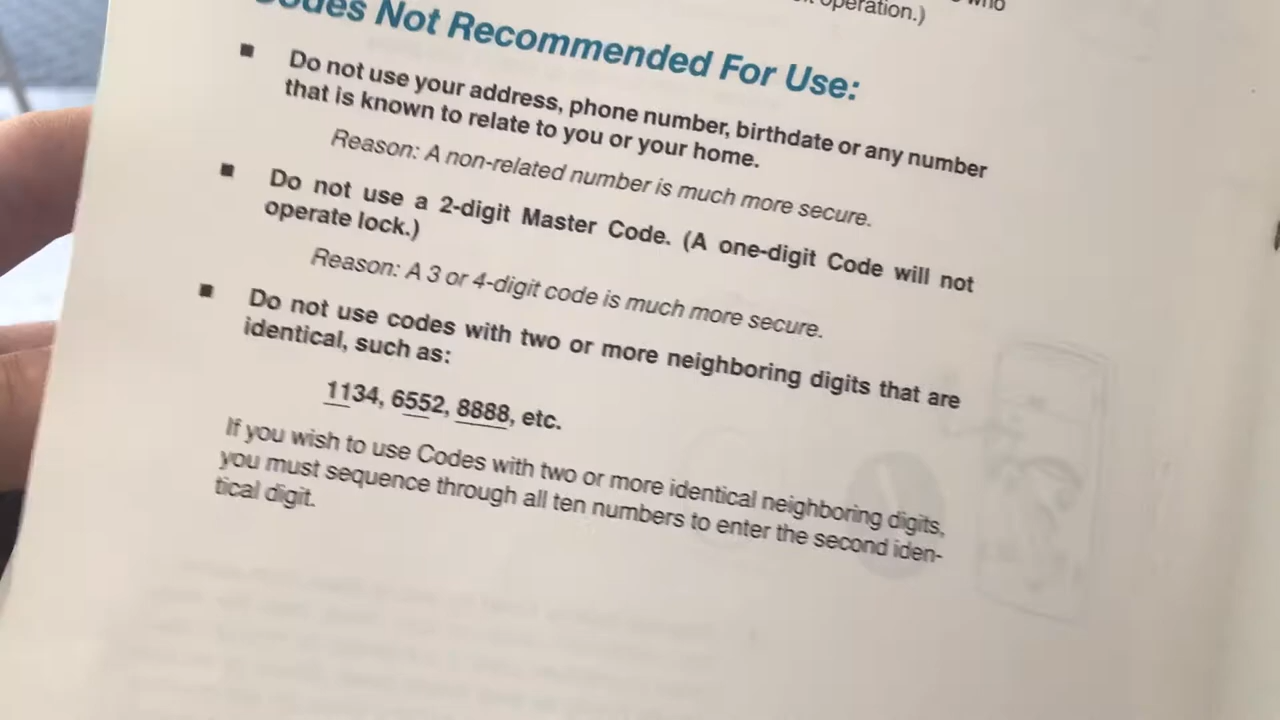 operation.) who
Codes Not Recommended For Use:
■ Do not use your address, phone number, birthdate or any number
that is known to relate to you or your home.
Reason: A non-related number is much more secure.
■ Do not use a 2-digit Master Code. (A one-digit Code will not
operate lock.)
Reason: A 3 or 4-digit code is much more secure.
■ Do not use codes with two or more neighboring digits that are
identical, such as:
1134, 6552, 8888, etc.
If you wish to use Codes with two or more identical neighboring digits,
you must sequence through all ten numbers to enter the second iden-
tical digit.